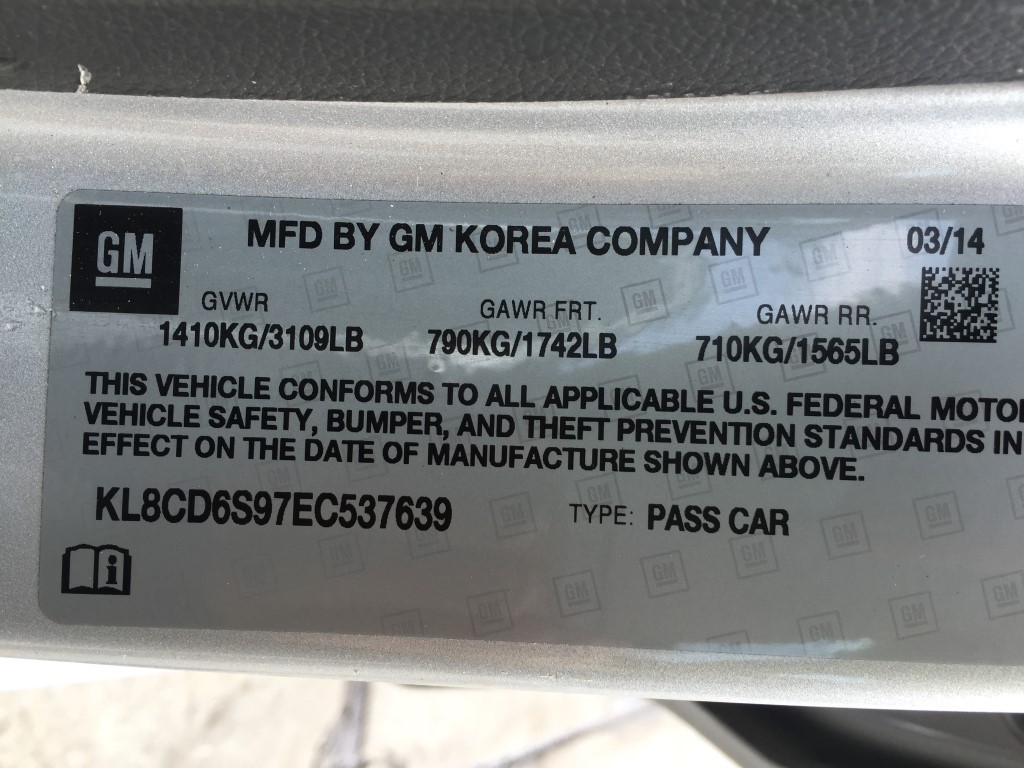 GM
MFD BY GM KOREA COMPANY 03/14
GVWR GAWR FRT. GAWR RR.
1410KG/3109LB 790KG/1742LB 710KG/1565LB
THIS VEHICLE CONFORMS TO ALL APPLICABLE U.S. FEDERAL MOTO
VEHICLE SAFETY, BUMPER, AND THEFT PREVENTION STANDARDS IN
EFFECT ON THE DATE OF MANUFACTURE SHOWN ABOVE.
KL8CD6S97EC537639 TYPE: PASS CAR